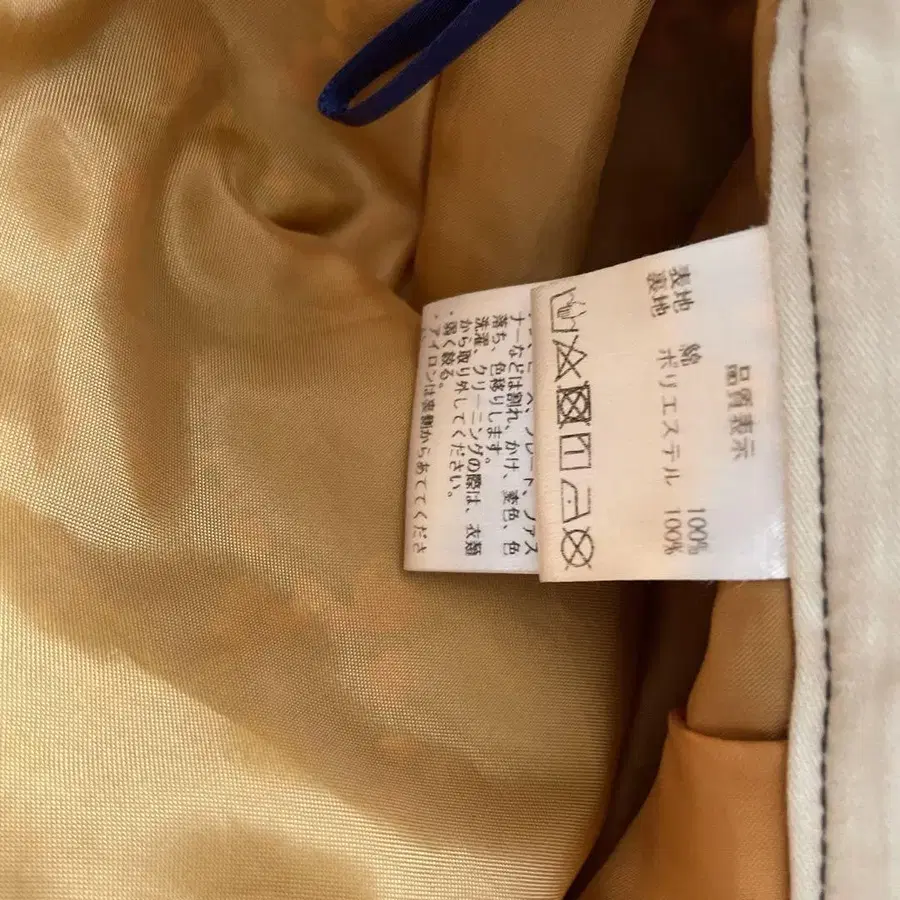 品質表示
表地 綿 100%
裏地 ポリエステル 100%
ナーなどは割れ、かけ、変色、色
落ち、色移りします。
洗濯、クリーニングの際は、衣類
から取り外してください。
・弱く絞る。
・アイロンは裏側からあててくださ